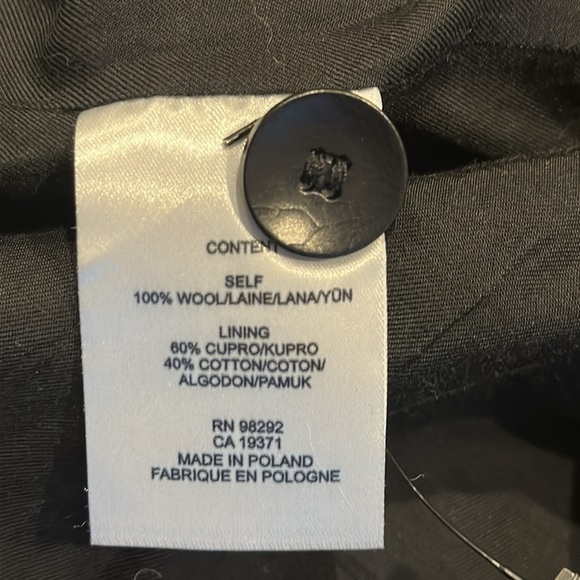 CONTENT
SELF
100% WOOL/LAINE/LANA/YÜN
LINING
60% CUPRO/KUPRO
40% COTTON/COTON/
ALGODON/PAMUK
RN 98292
CA 19371
MADE IN POLAND
FABRIQUE EN POLOGNE